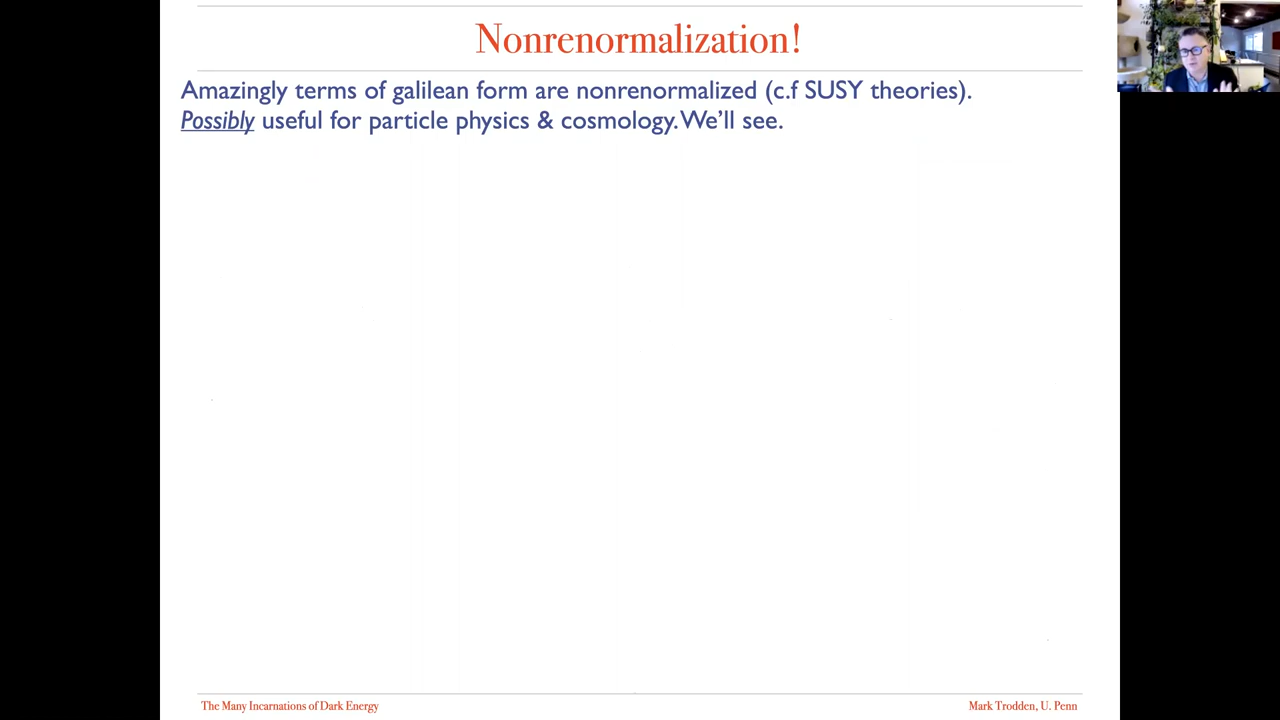 Nonrenormalization!
Amazingly terms of galilean form are nonrenormalized (c.f SUSY theories).
Possibly useful for particle physics & cosmology. We'll see.
The Many Incarnations of Dark Energy
Mark Trodden, U. Penn